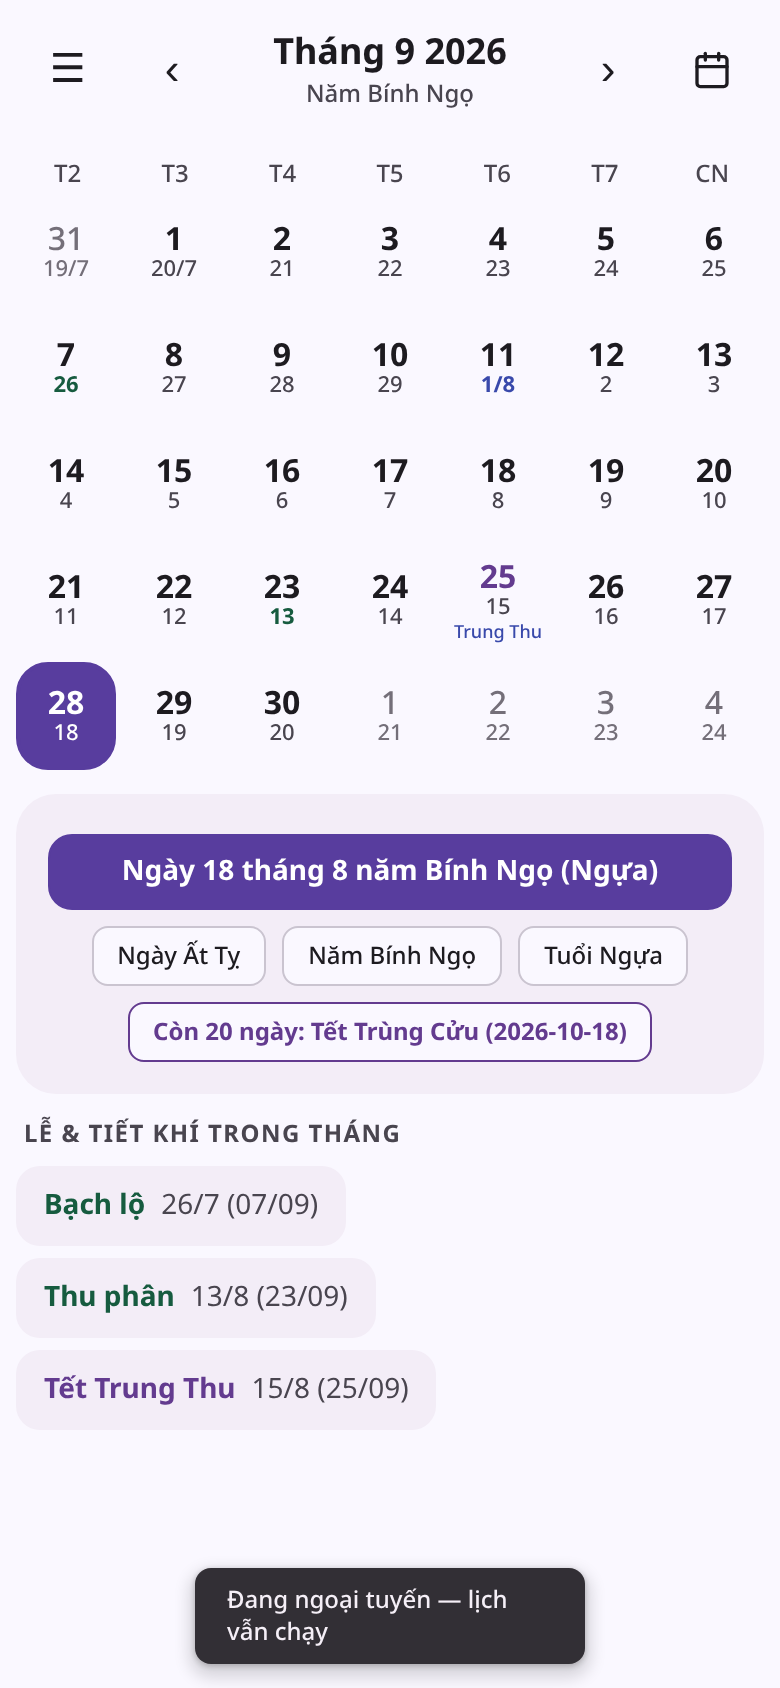 Tháng 9 2026
Năm Bính Ngọ
T2 T3 T4 T5 T6 T7 CN
31 1 2 3 4 5 6
19/7 20/7 21 22 23 24 25
7 8 9 10 11 12 13
26 27 28 29 1/8 2 3
14 15 16 17 18 19 20
4 5 6 7 8 9 10
21 22 23 24 25 26 27
11 12 13 14 15 16 17
Trung Thu
28 29 30 1 2 3 4
18 19 20 21 22 23 24
Ngày 18 tháng 8 năm Bính Ngọ (Ngựa)
Ngày Ất Tỵ Năm Bính Ngọ Tuổi Ngựa
Còn 20 ngày: Tết Trùng Cửu (2026-10-18)
LỄ & TIẾT KHÍ TRONG THÁNG
Bạch lộ 26/7 (07/09)
Thu phân 13/8 (23/09)
Tết Trung Thu 15/8 (25/09)
Đang ngoại tuyến — lịch
vẫn chạy